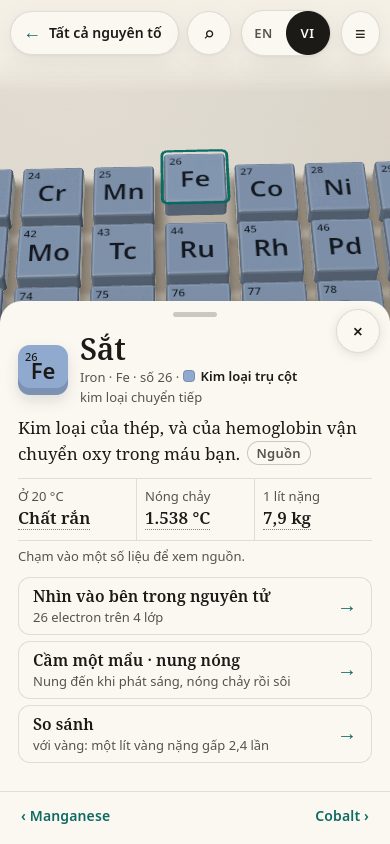 ← Tất cả nguyên tố
EN VI
≡
24 Cr
25 Mn
26 Fe
27 Co
28 Ni
29
42 Mo
43 Tc
44 Ru
45 Rh
46 Pd
74
75
76
77
78
×
26 Fe
Sắt
Iron · Fe · số 26 · Kim loại trụ cột
kim loại chuyển tiếp
Kim loại của thép, và của hemoglobin vận
chuyển oxy trong máu bạn. Nguồn
Ở 20 °C
Chất rắn
Nóng chảy
1.538 °C
1 lít nặng
7,9 kg
Chạm vào một số liệu để xem nguồn.
Nhìn vào bên trong nguyên tử
26 electron trên 4 lớp
→
Cầm một mẩu · nung nóng
Nung đến khi phát sáng, nóng chảy rồi sôi
→
So sánh
với vàng: một lít vàng nặng gấp 2,4 lần
→
‹ Manganese
Cobalt ›